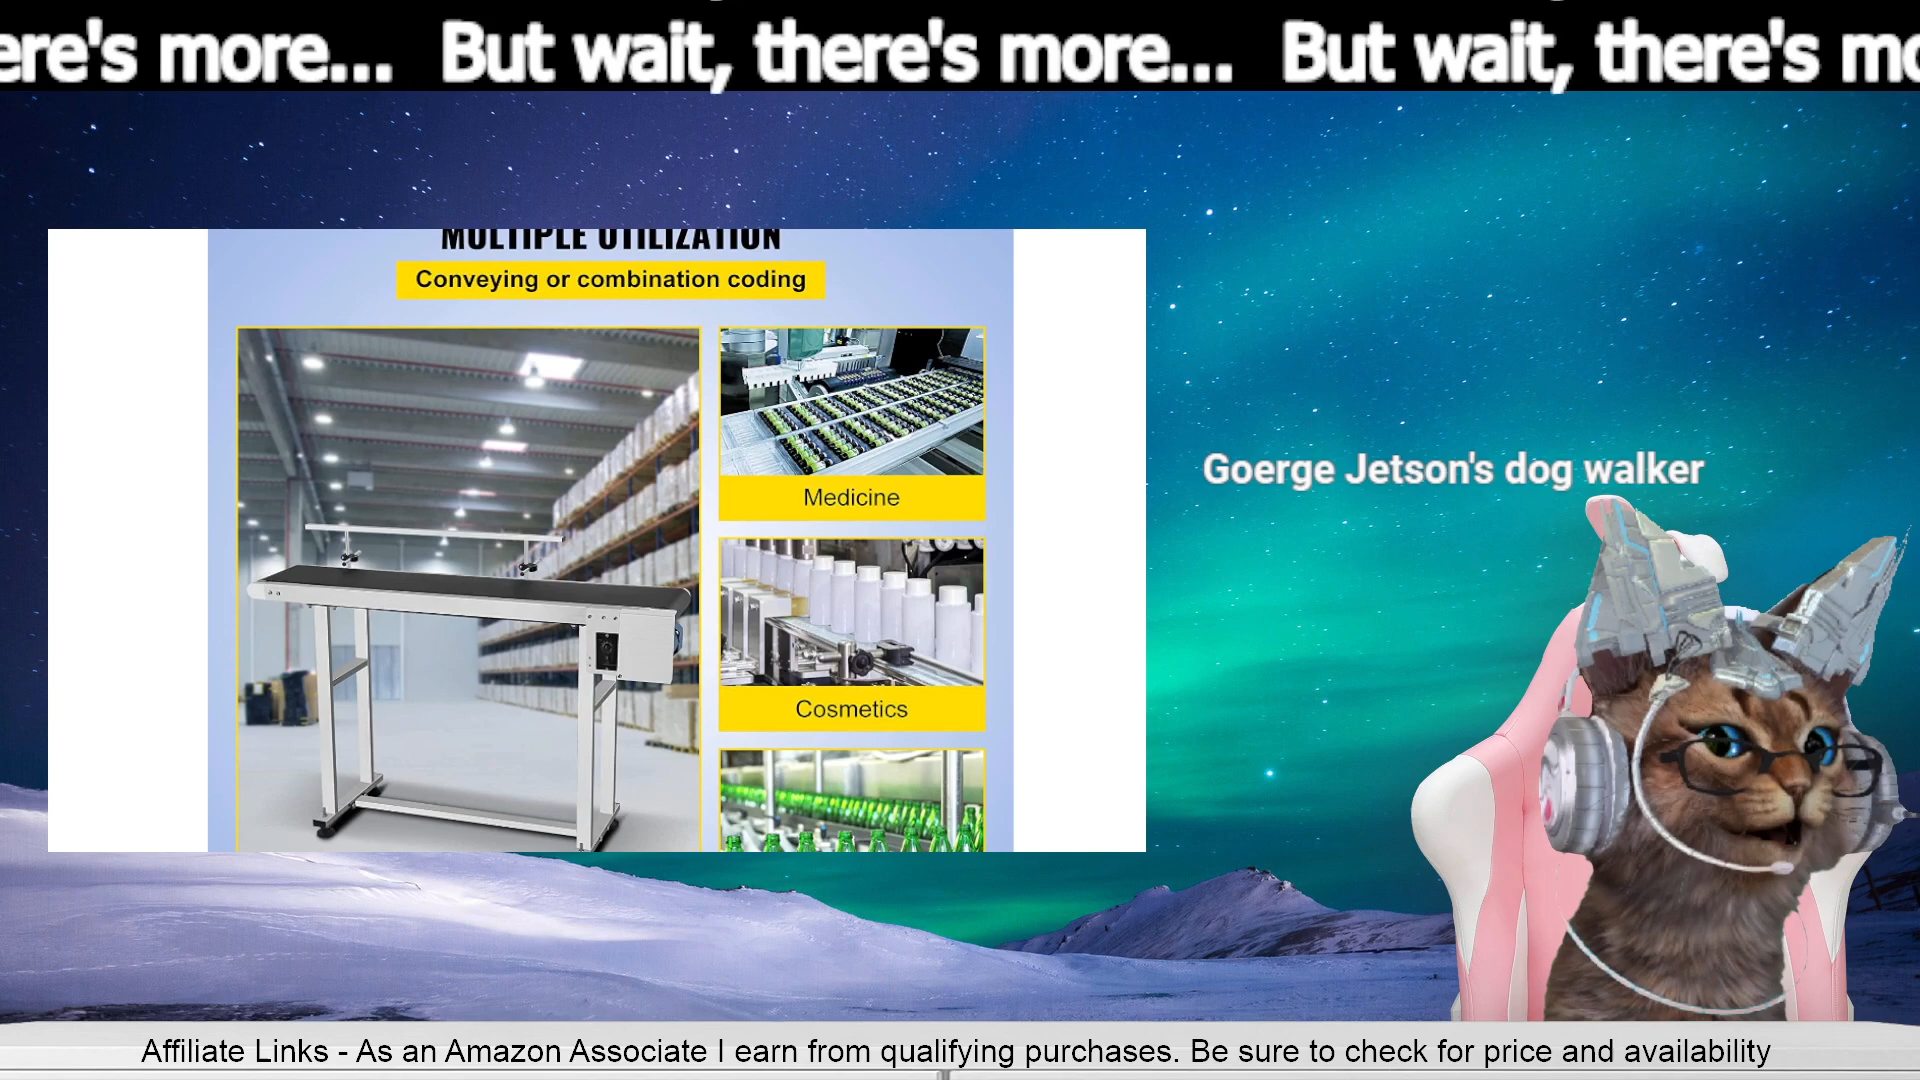 ere's more... But wait, there's more... But wait, there's mo
MULTIPLE UTILIZATION
Conveying or combination coding
Medicine
Cosmetics
Goerge Jetson's dog walker
Affiliate Links - As an Amazon Associate I earn from qualifying purchases. Be sure to check for price and availability